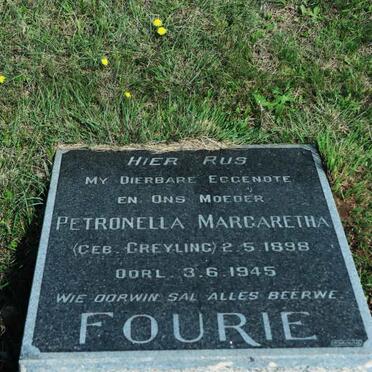 HIER RUS
MY DIERBARE EGGENOTE
EN ONS MOEDER
PETRONELLA MARGARETHA
(GEB. GREYLING) 2.5.1898
OORL. 3.6.1945
WIE OORWIN SAL ALLES BEERWE.
FOURIE